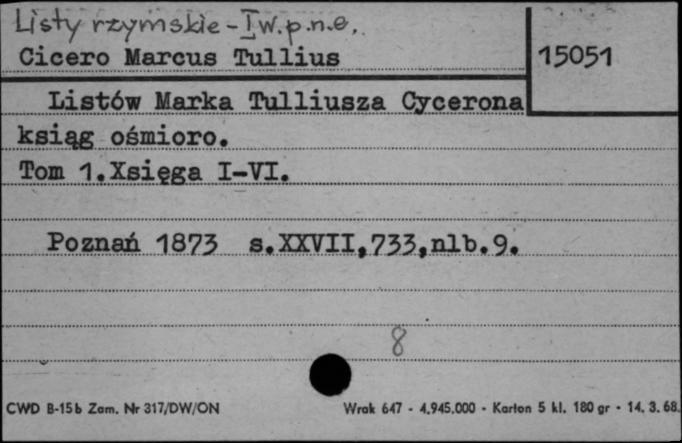 Listy rzymskie - I w. p. n. e.
Cicero Marcus Tullius
15051
Listów Marka Tulliusza Cycerona
ksiąg ośmioro.
Tom 1.Xsięga I-VI.
Poznań 1873 s.XXVII,733,nlb.9.
8
CWD B-15b Zam. Nr 317/DW/ON
Wrak 647 - 4.945.000 - Karton 5 kl. 180 gr - 14. 3. 68.